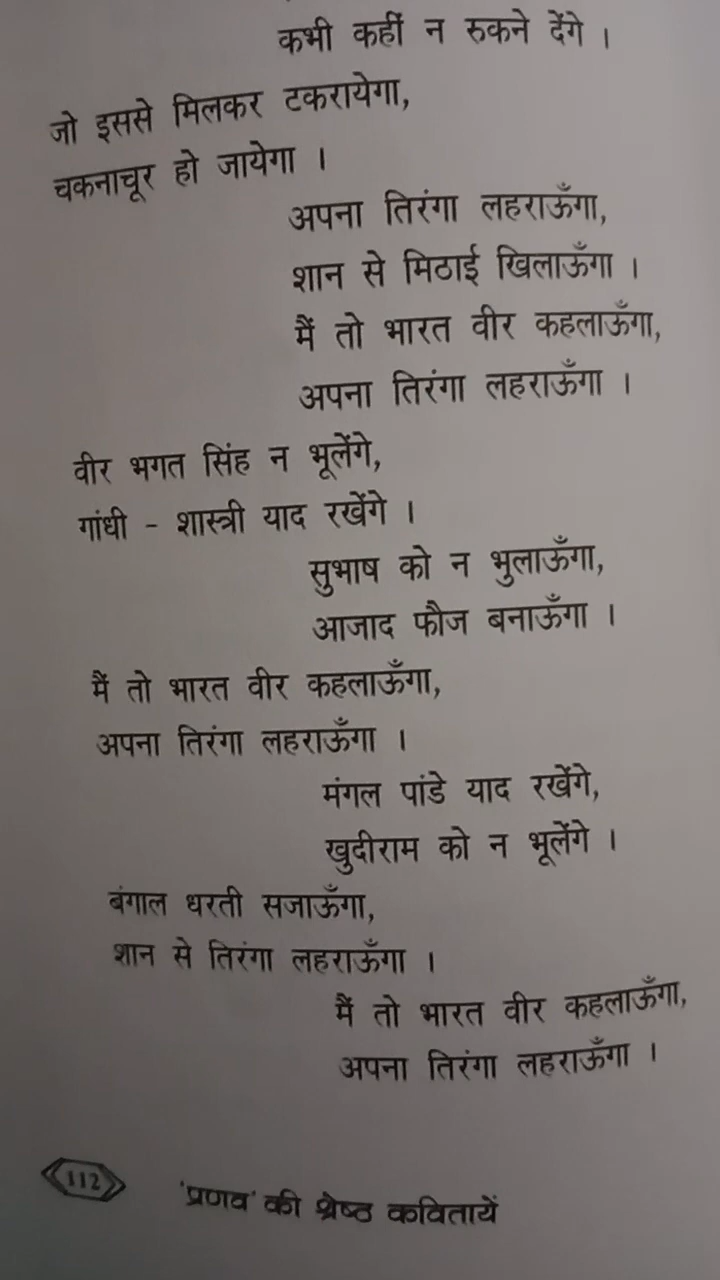 कभी कहीं न रुकने देंगे ।
जो इससे मिलकर टकरायेगा,
चकनाचूर हो जायेगा ।
अपना तिरंगा लहराऊँगा,
शान से मिठाई खिलाऊँगा ।
मैं तो भारत वीर कहलाऊँगा,
अपना तिरंगा लहराऊँगा ।
वीर भगत सिंह न भूलेंगे,
गांधी - शास्त्री याद रखेंगे ।
सुभाष को न भुलाऊँगा,
आजाद फौज बनाऊँगा ।
मैं तो भारत वीर कहलाऊँगा,
अपना तिरंगा लहराऊँगा ।
मंगल पांडे याद रखेंगे,
खुदीराम को न भूलेंगे ।
बंगाल धरती सजाऊँगा,
शान से तिरंगा लहराऊँगा ।
मैं तो भारत वीर कहलाऊँगा,
अपना तिरंगा लहराऊँगा ।
112 'प्रणव' की श्रेष्ठ कवितायें